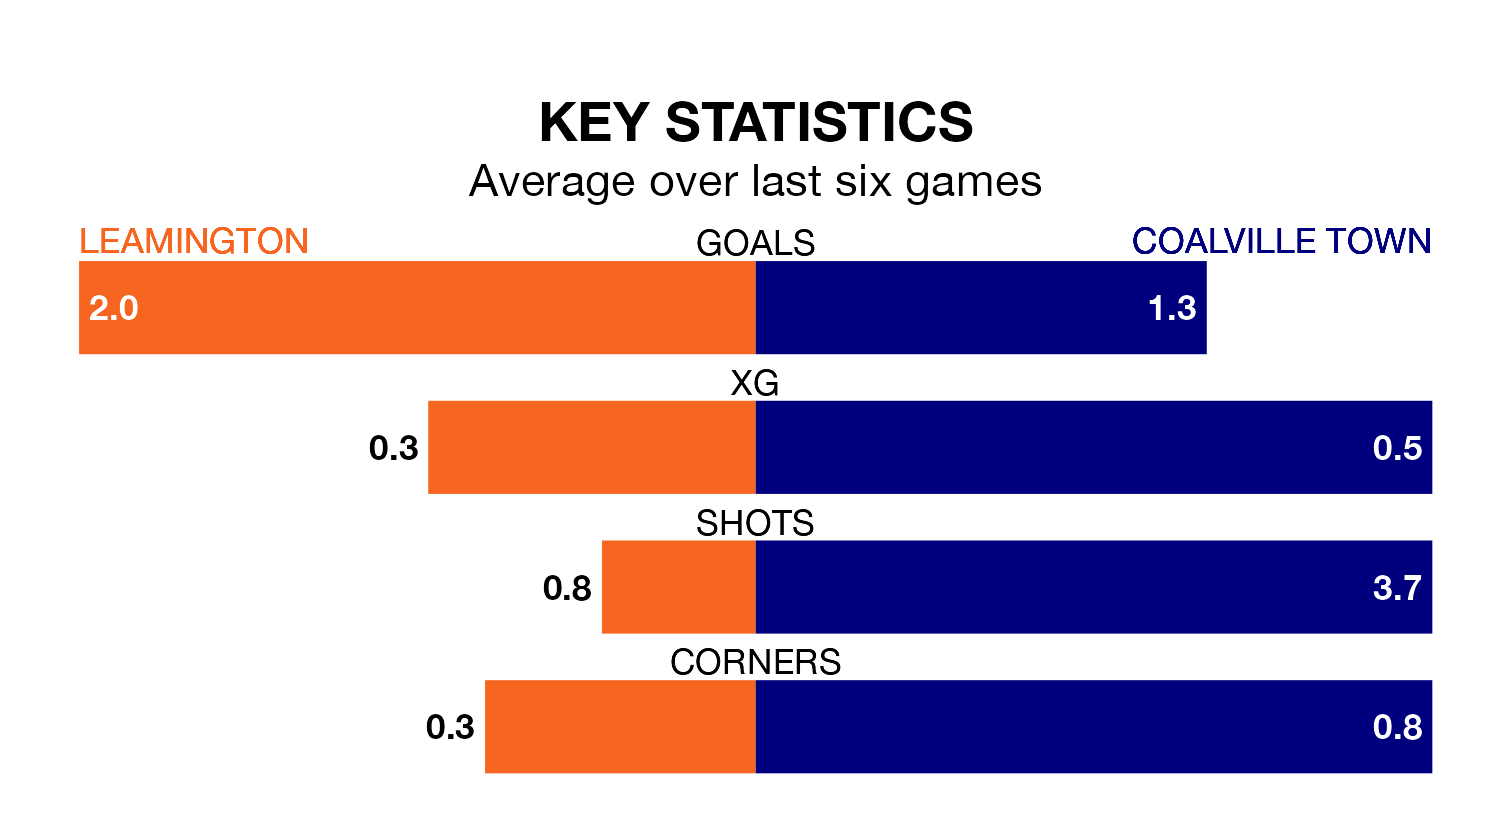 KEY STATISTICS
Average over last six games
LEAMINGTON GOALS COALVILLE TOWN
2.0 1.3
XG
0.3 0.5
SHOTS
0.8 3.7
CORNERS
0.3 0.8